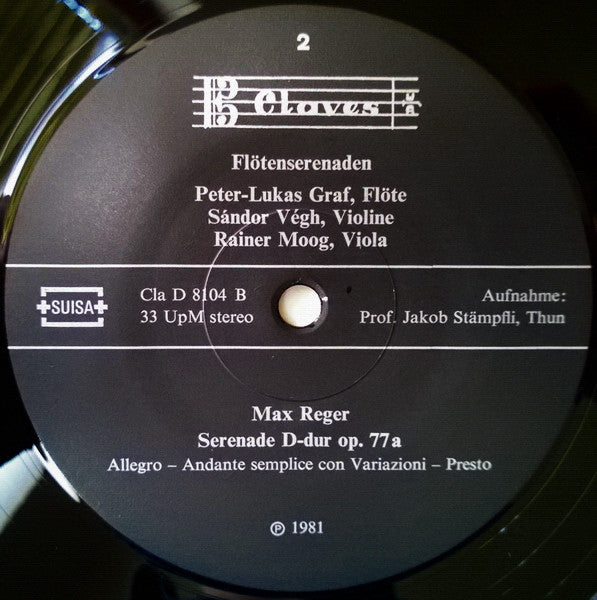 2
Claves
Flötenserenaden
Peter-Lukas Graf, Flöte
Sándor Végh, Violine
Rainer Moog, Viola
SUISA
Cla D 8104 B
33 UpM stereo
Aufnahme:
Prof. Jakob Stämpfli, Thun
Max Reger
Serenade D-dur op. 77a
Allegro – Andante semplice con Variazioni – Presto
℗ 1981